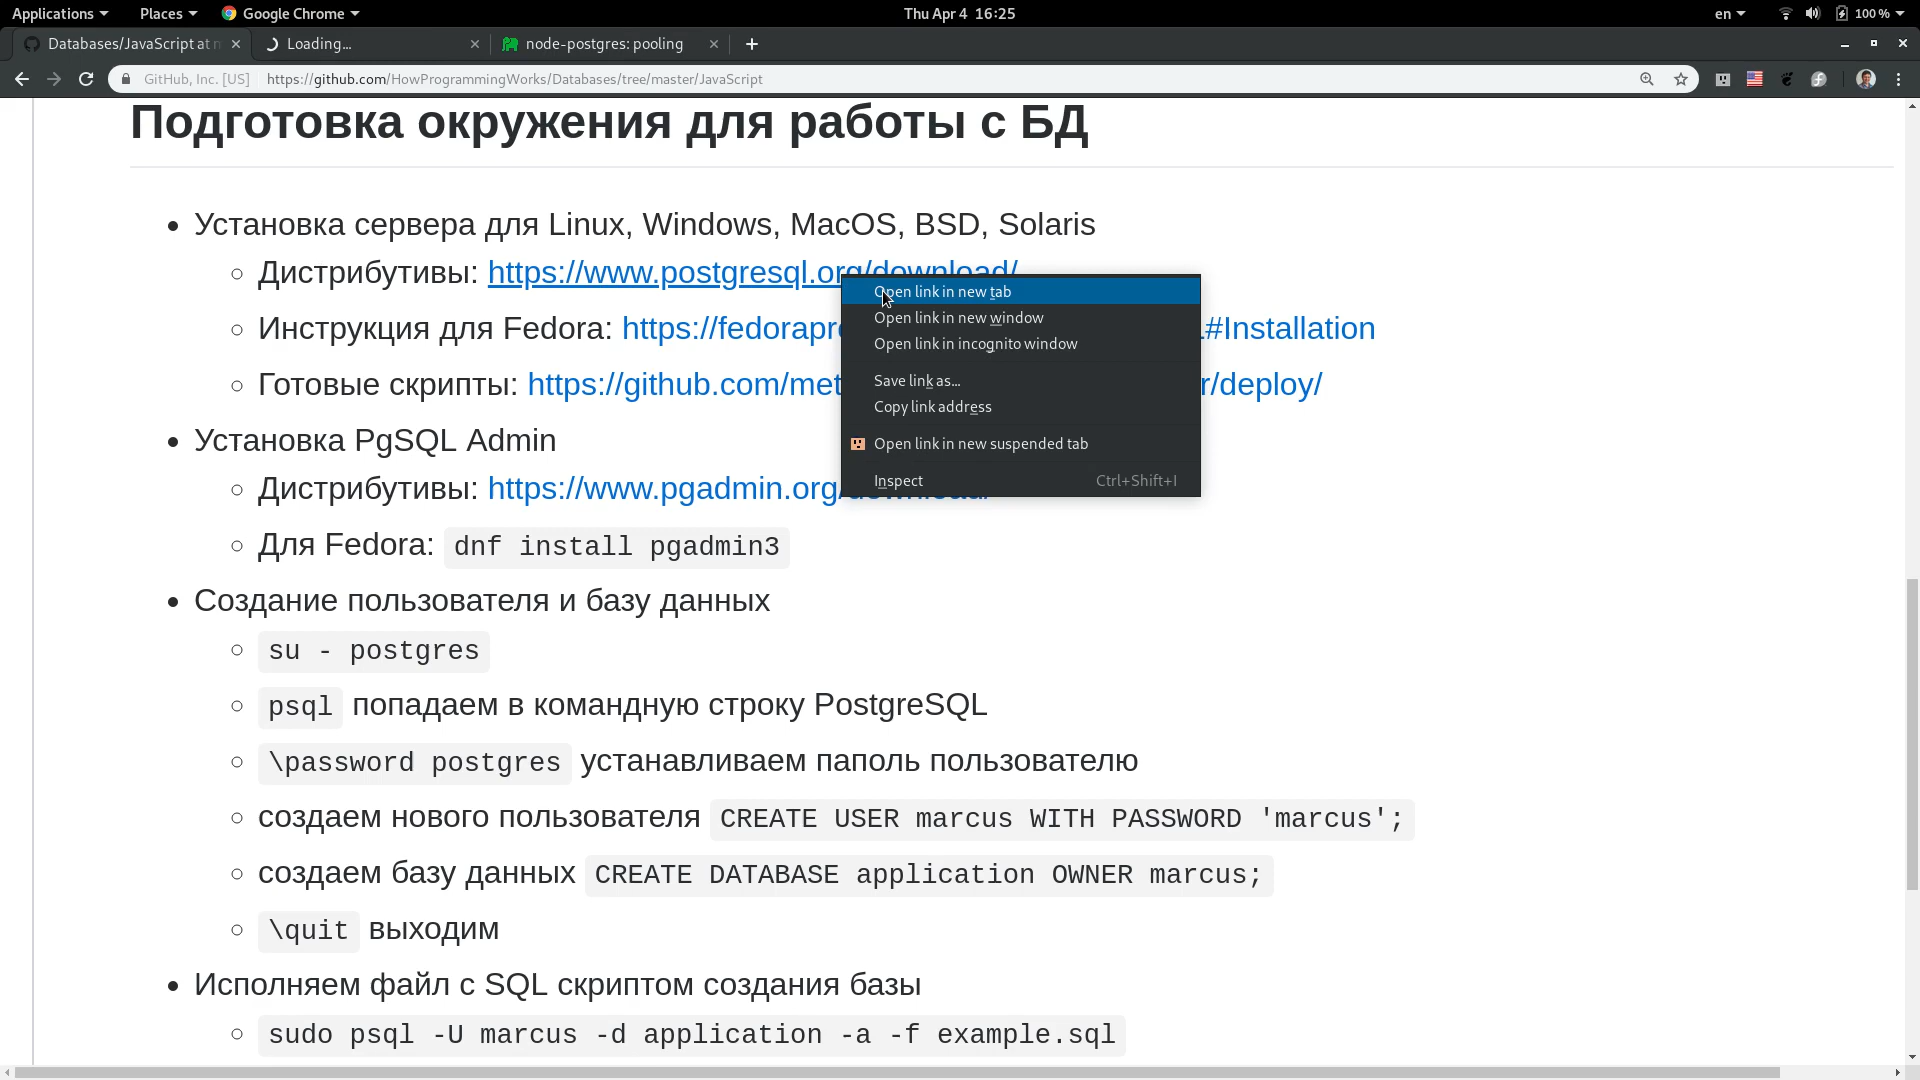 Applications Places Google Chrome Thu Apr 4 16:25 en 100 %
Databases/JavaScript at Loading... node-postgres: pooling
GitHub, Inc. [US] https://github.com/HowProgrammingWorks/Databases/tree/master/JavaScript
Подготовка окружения для работы с БД
Установка сервера для Linux, Windows, MacOS, BSD, Solaris
Дистрибутивы: https://www.postgresql.org/download/
Open link in new tab
Open link in new window
Инструкция для Fedora: https://fedorapr #Installation
Open link in incognito window
Save link as...
Готовые скрипты: https://github.com/met r/deploy/
Copy link address
Установка PgSQL Admin
Open link in new suspended tab
Inspect Ctrl+Shift+I
Дистрибутивы: https://www.pgadmin.org/download/
Для Fedora: dnf install pgadmin3
Создание пользователя и базу данных
su - postgres
psql попадаем в командную строку PostgreSQL
\password postgres устанавливаем паполь пользователю
создаем нового пользователя CREATE USER marcus WITH PASSWORD 'marcus';
создаем базу данных CREATE DATABASE application OWNER marcus;
\quit выходим
Исполняем файл с SQL скриптом создания базы
sudo psql -U marcus -d application -a -f example.sql